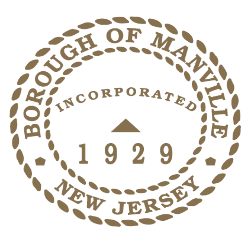 BOROUGH OF MANVILLE
INCORPORATED
1929
NEW JERSEY